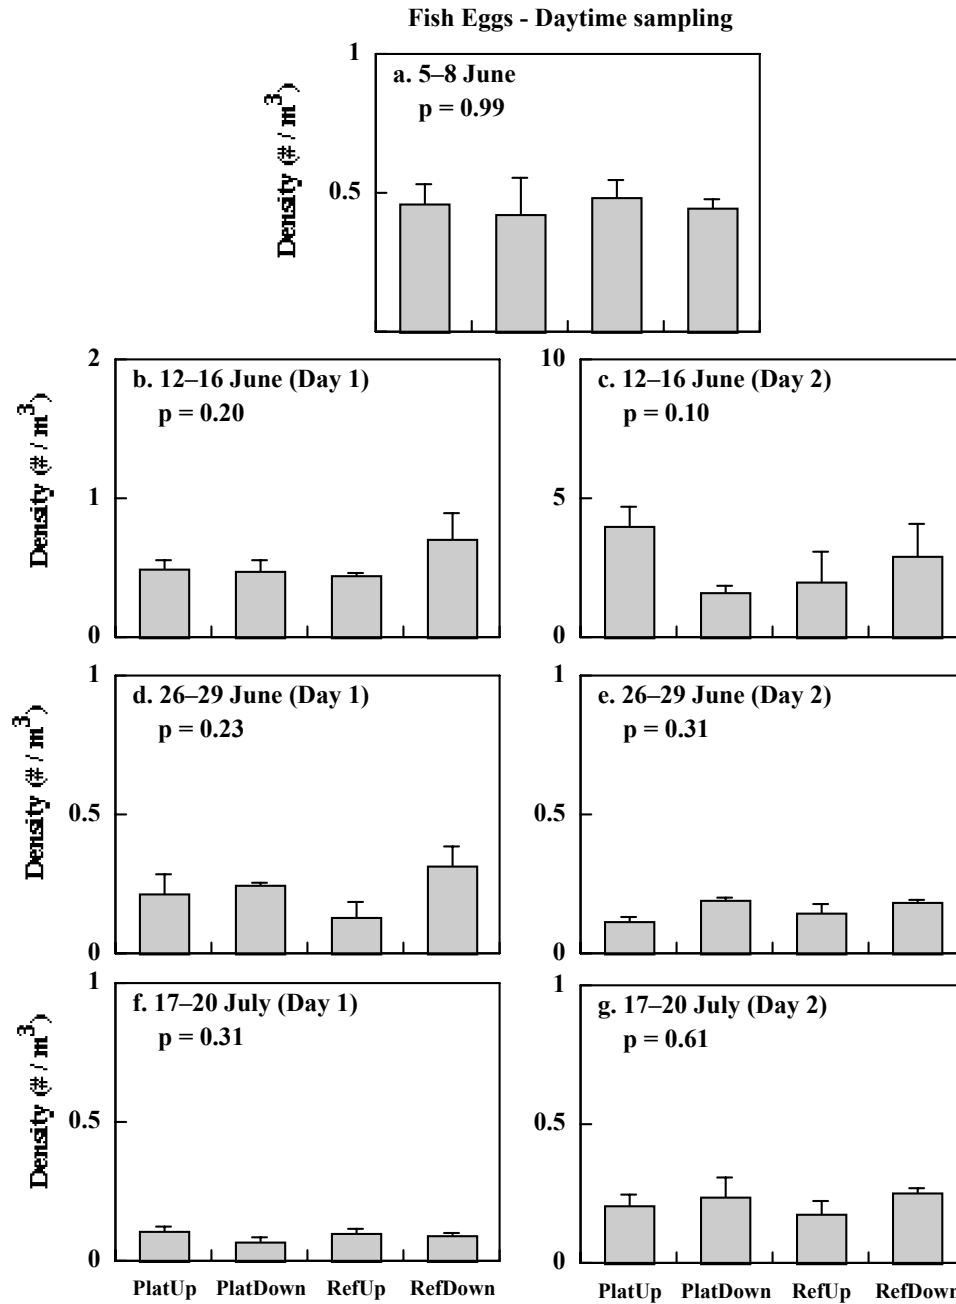 Fish Eggs - Daytime sampling
1
a. 5–8 June
p = 0.99
Density (# / m³)
0.5
2
b. 12–16 June (Day 1)
p = 0.20
Density (# / m³)
1
0
10
c. 12–16 June (Day 2)
p = 0.10
5
0
1
d. 26–29 June (Day 1)
p = 0.23
Density (# / m³)
0.5
0
1
e. 26–29 June (Day 2)
p = 0.31
0.5
0
1
f. 17–20 July (Day 1)
p = 0.31
Density (# / m³)
0.5
0
PlatUp PlatDown RefUp RefDown
1
g. 17–20 July (Day 2)
p = 0.61
0.5
0
PlatUp PlatDown RefUp RefDown